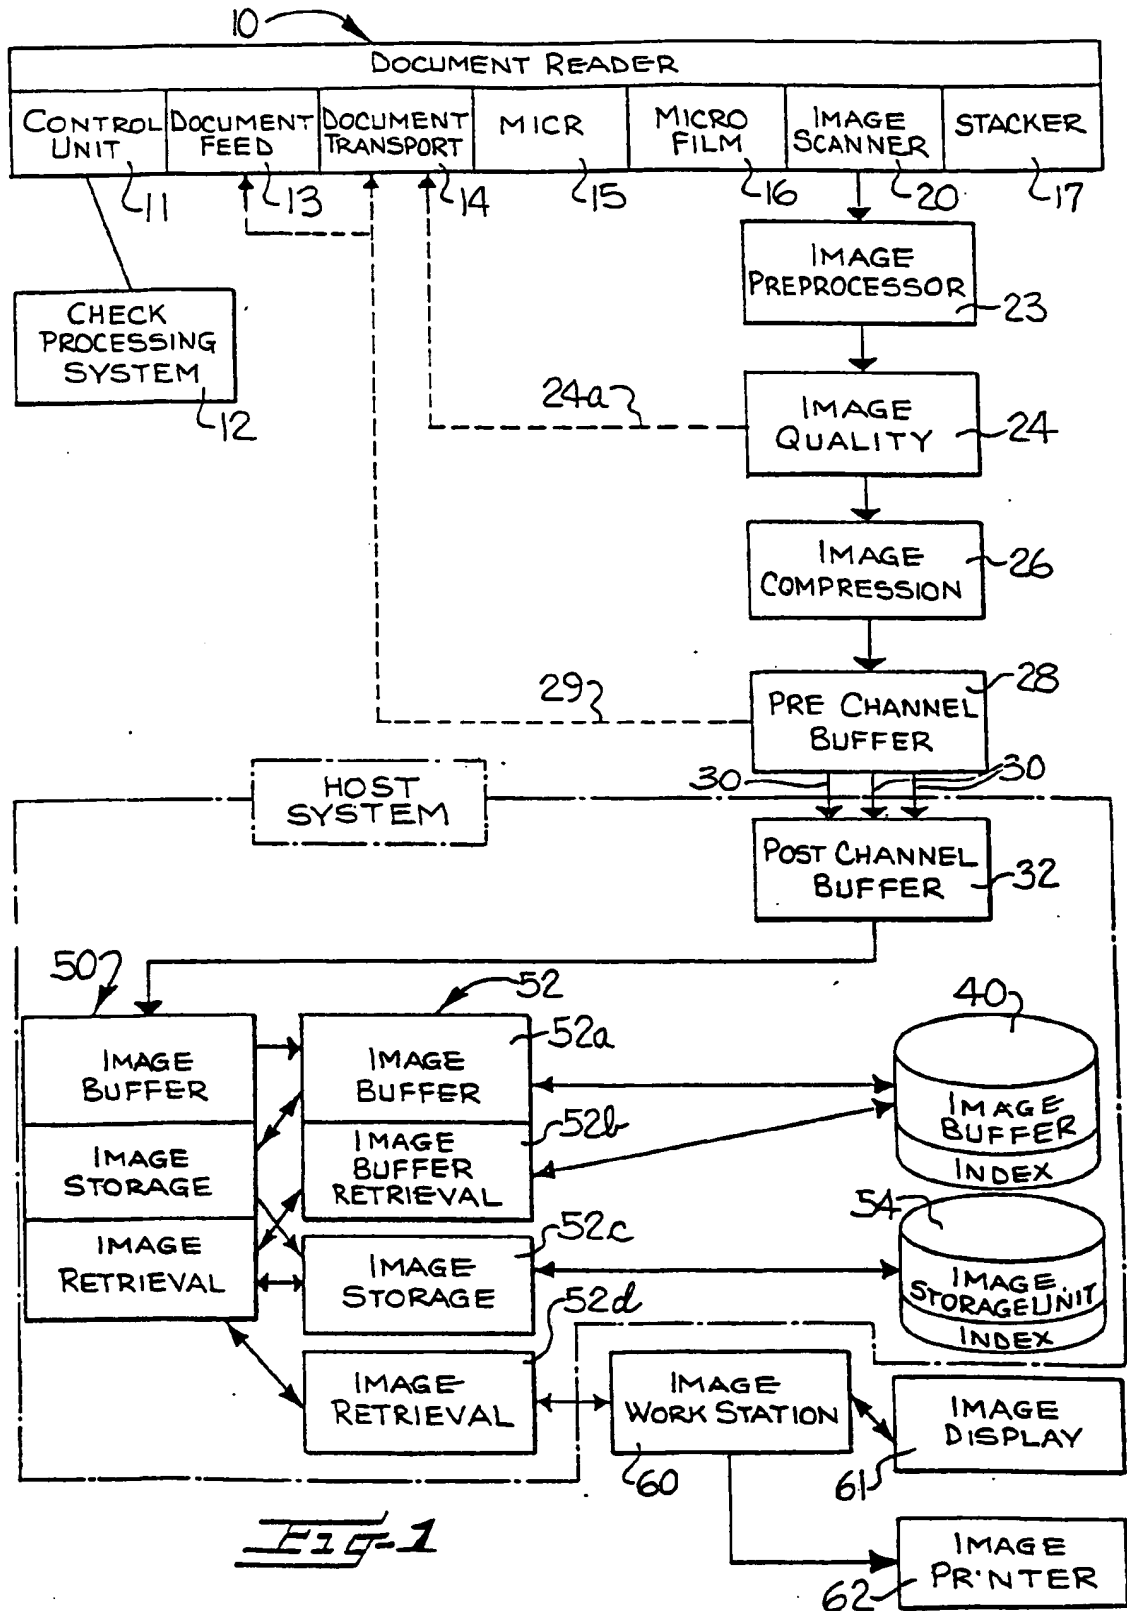 10
DOCUMENT READER
CONTROL
UNIT
11
DOCUMENT
FEED
13
DOCUMENT
TRANSPORT
14
MICR
15
MICRO
FILM
16
IMAGE
SCANNER
20
STACKER
17
CHECK
PROCESSING
SYSTEM
12
IMAGE
PREPROCESSOR
23
24a
IMAGE
QUALITY
24
IMAGE
COMPRESSION
26
29
PRE CHANNEL
BUFFER
28
30
30
HOST
SYSTEM
POST CHANNEL
BUFFER
32
50
IMAGE
BUFFER
IMAGE
STORAGE
IMAGE
RETRIEVAL
52
52a
IMAGE
BUFFER
52b
IMAGE
BUFFER
RETRIEVAL
52c
IMAGE
STORAGE
52d
IMAGE
RETRIEVAL
40
IMAGE
BUFFER
INDEX
54
IMAGE
STORAGE UNIT
INDEX
IMAGE
WORK STATION
60
IMAGE
DISPLAY
61
IMAGE
PRINTER
62
FIG-1